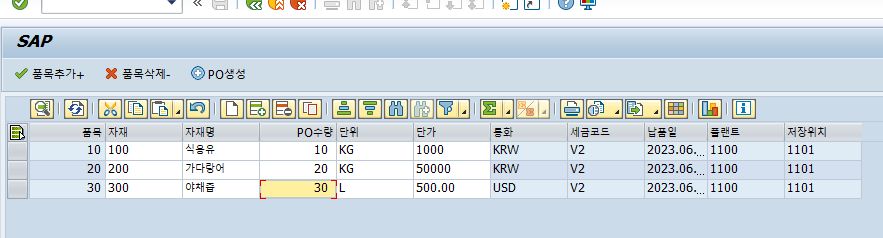 SAP
품목추가+ 품목삭제- PO생성
품목 자재 자재명 PO수량 단위 단가 통화 세금코드 납품일 플랜트 저장위치
10 100 식용유 10 KG 1000 KRW V2 2023.06... 1100 1101
20 200 가다랑어 20 KG 50000 KRW V2 2023.06... 1100 1101
30 300 야채즙 30 L 500.00 USD V2 2023.06... 1100 1101